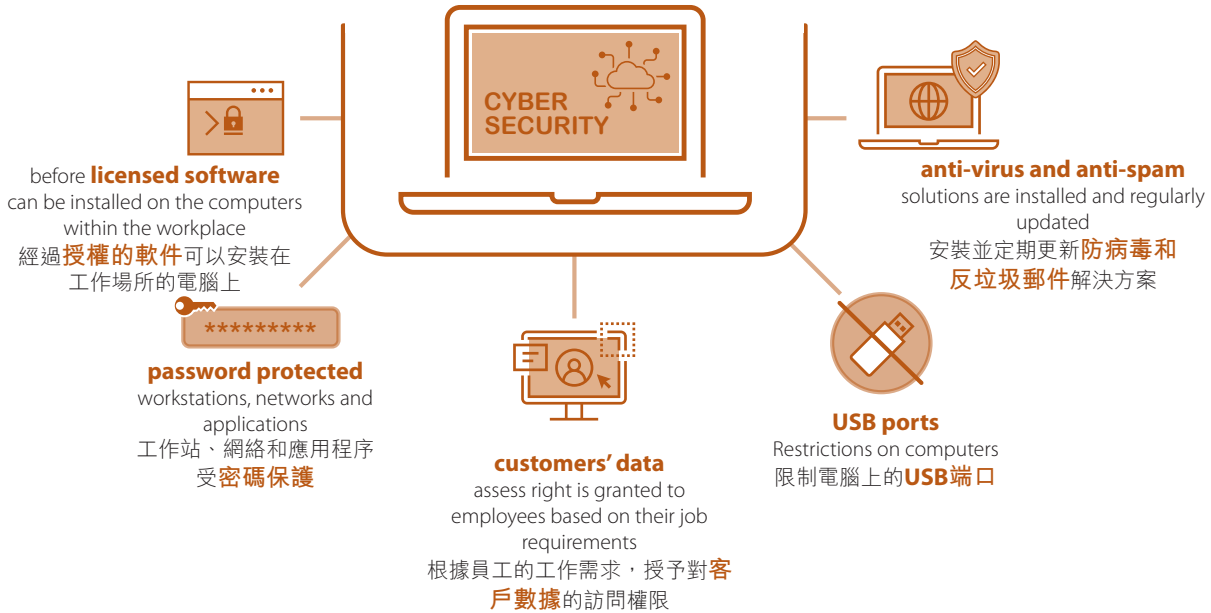 CYBER
SECURITY
before licensed software
can be installed on the computers
within the workplace
經過授權的軟件可以安裝在
工作場所的電腦上
*********
password protected
workstations, networks and
applications
工作站、網絡和應用程序
受密碼保護
customers’ data
assess right is granted to
employees based on their job
requirements
根據員工的工作需求，授予對客
戶數據的訪問權限
USB ports
Restrictions on computers
限制電腦上的USB端口
anti-virus and anti-spam
solutions are installed and regularly
updated
安裝並定期更新防病毒和
反垃圾郵件解決方案